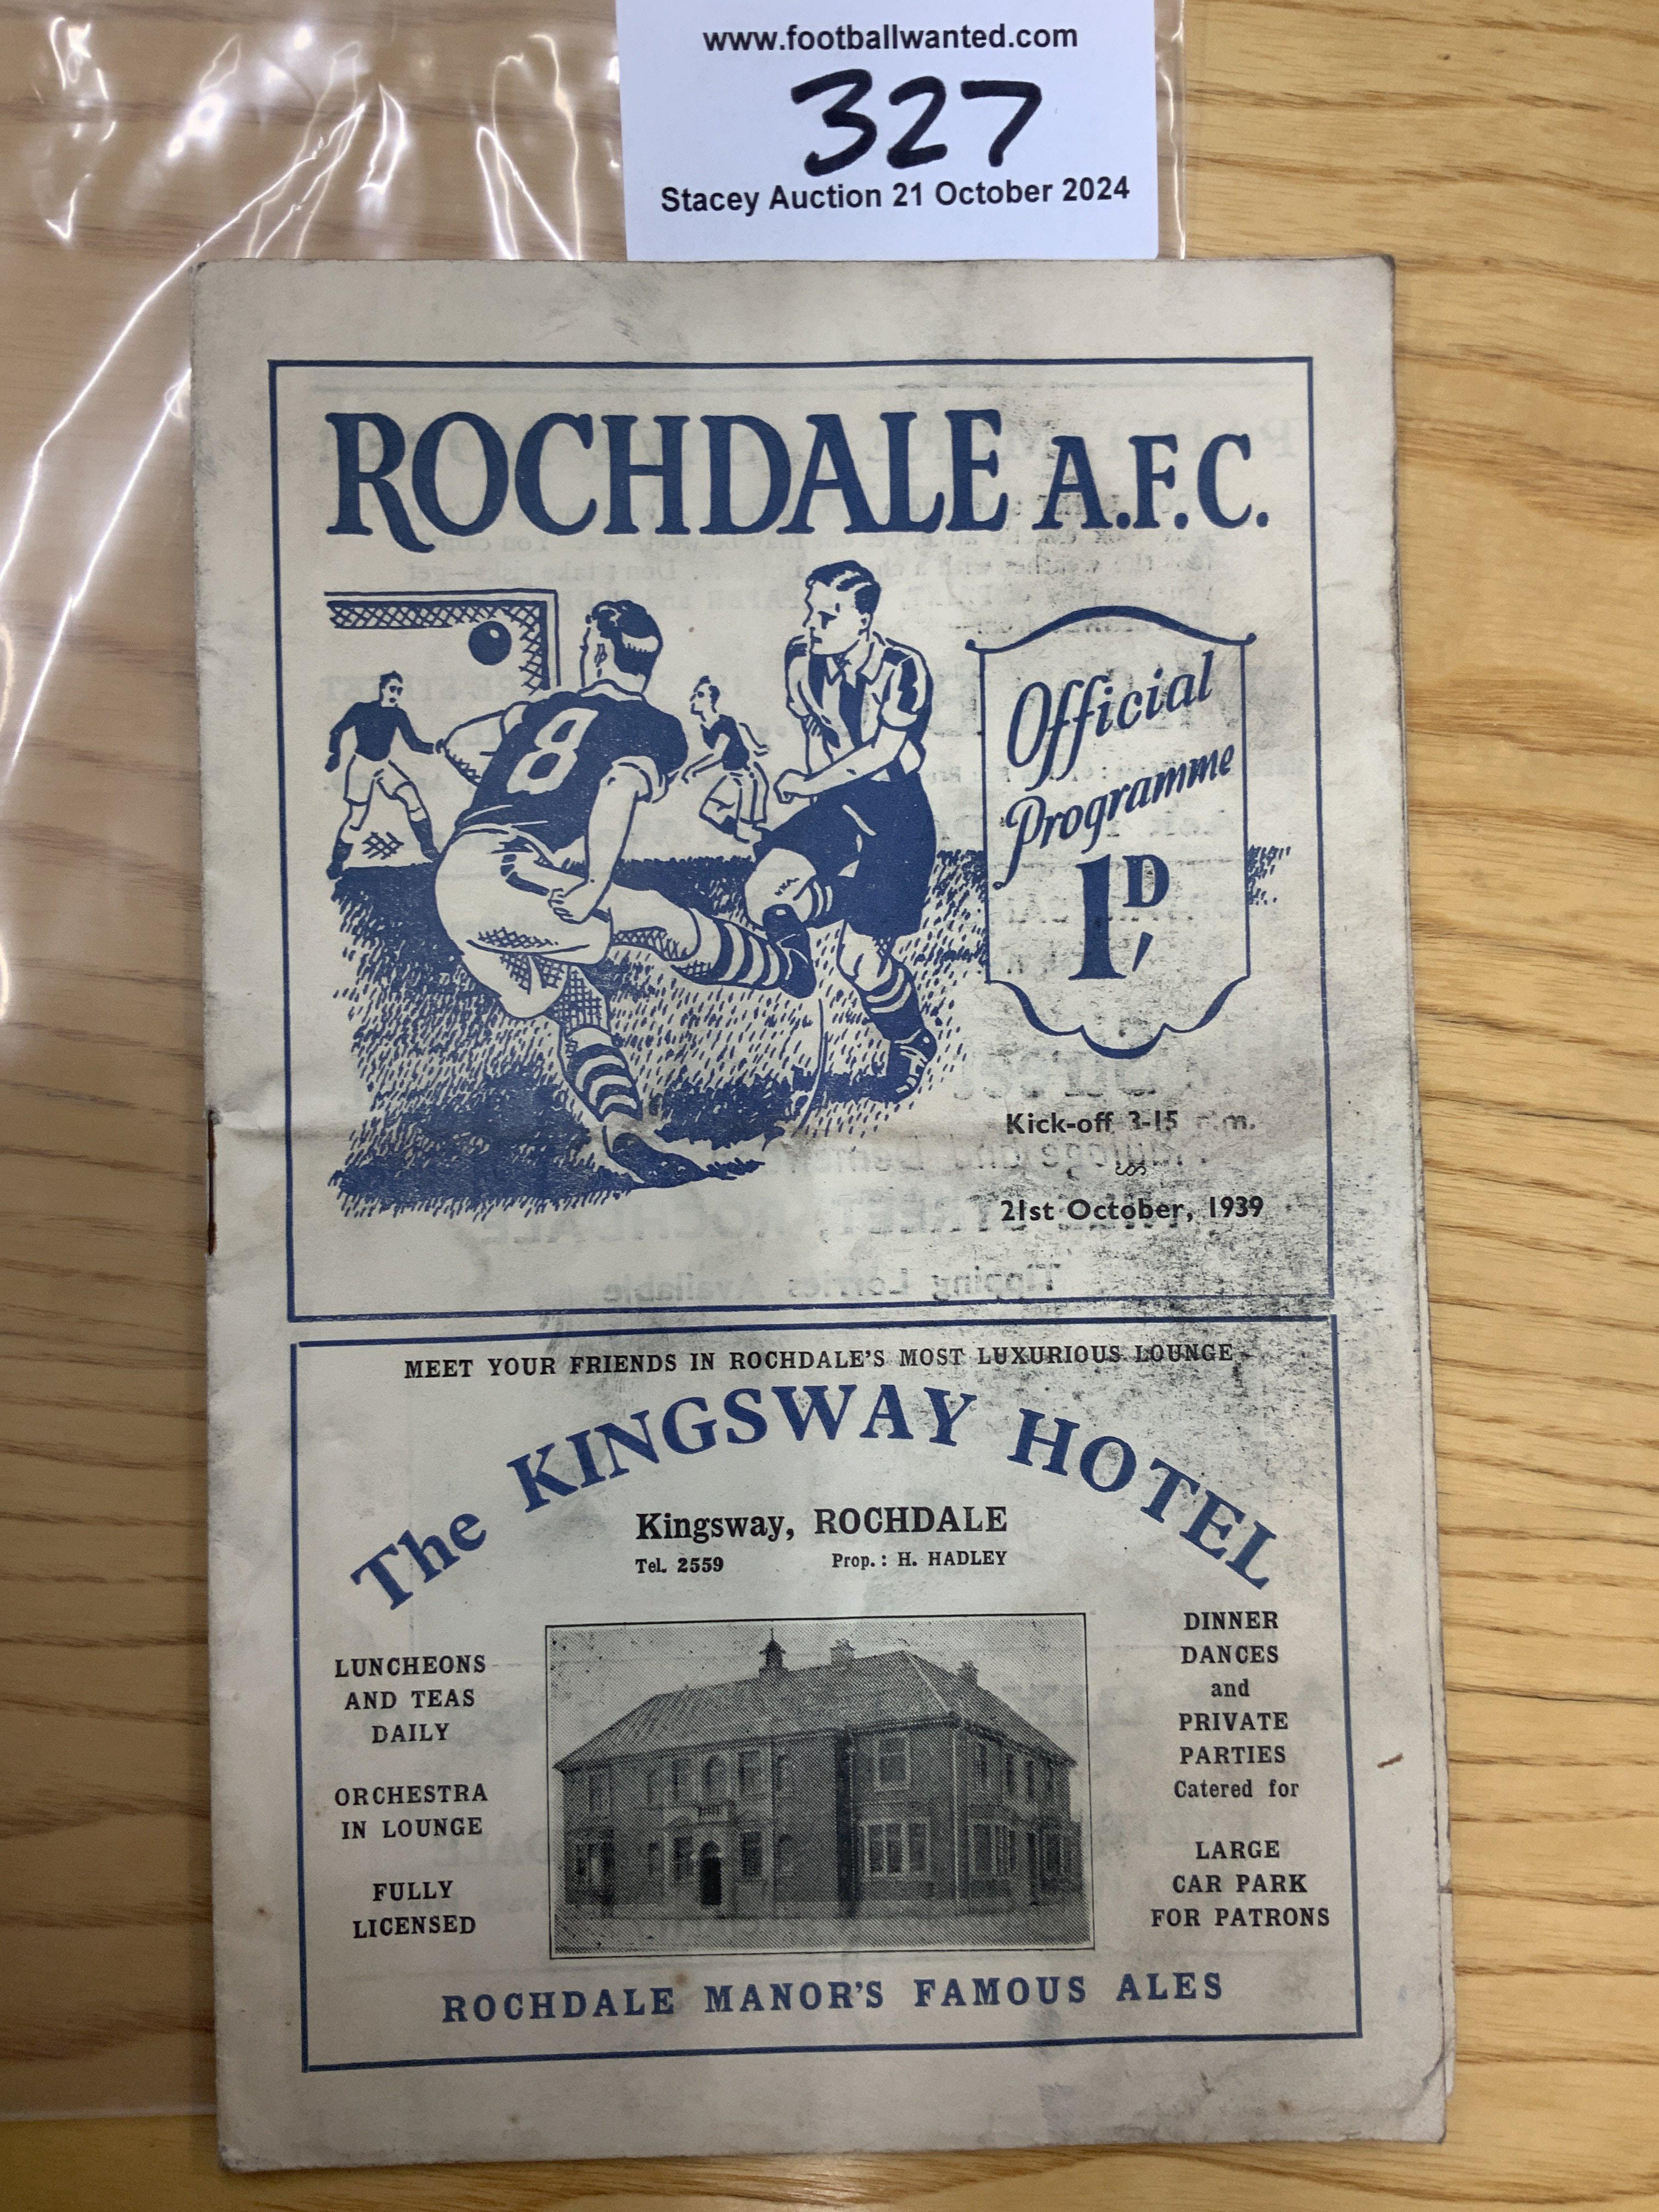 www.footballwanted.com
327
Stacey Auction 21 October 2024
ROCHDALE A.F.C.
8
Official
Programme
1D
Kick-off 3-15 p.m.
21st October, 1939
MEET YOUR FRIENDS IN ROCHDALE'S MOST LUXURIOUS LOUNGE
The KINGSWAY HOTEL
Kingsway, ROCHDALE
Tel. 2559 Prop.: H. HADLEY
LUNCHEONS
AND TEAS
DAILY
ORCHESTRA
IN LOUNGE
FULLY
LICENSED
DINNER
DANCES
and
PRIVATE
PARTIES
Catered for
LARGE
CAR PARK
FOR PATRONS
ROCHDALE MANOR'S FAMOUS ALES